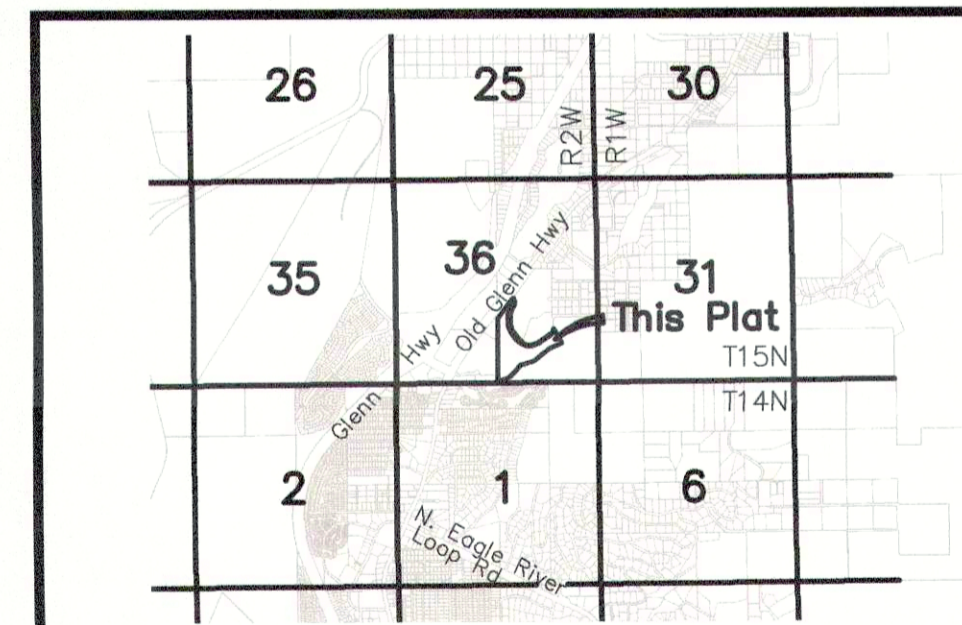 26
25
30
R2W
R1W
35
36
31
Old Glenn Hwy
This Plat
Glenn Hwy
T15N
T14N
2
1
6
N. Eagle River
Loop Rd